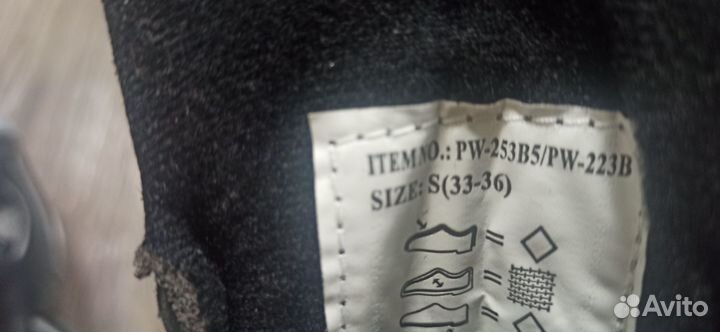 ITEM NO.: PW-253B5/PW-223B
SIZE: S(33-36)
Avito